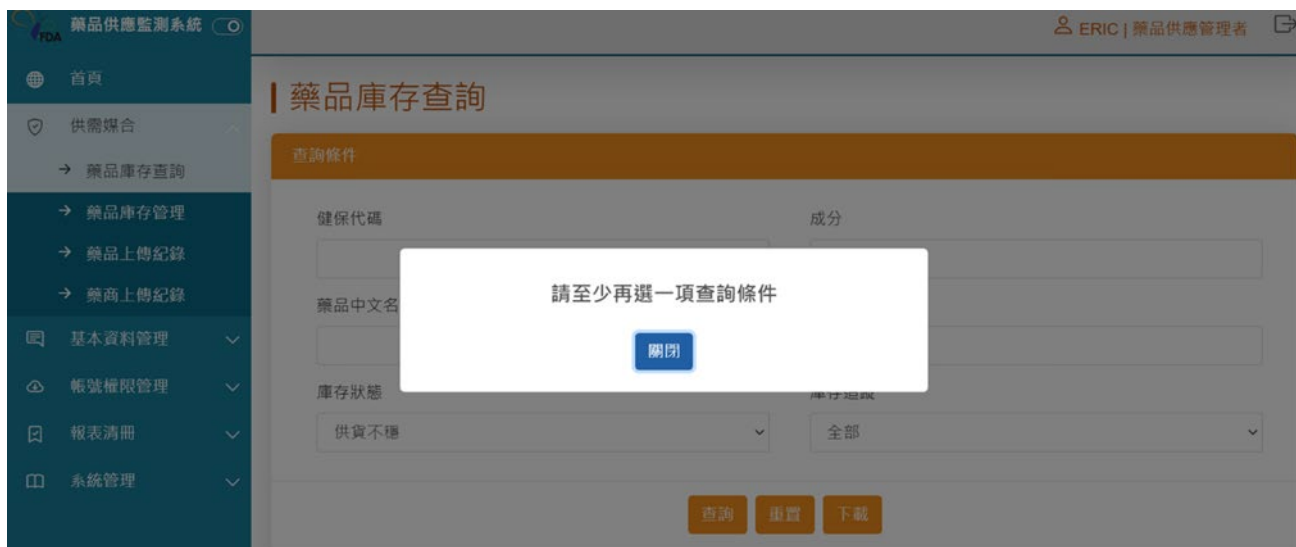 FDA 藥品供應監測系統
ERIC | 藥品供應管理者
首頁
供需媒合
→ 藥品庫存查詢
→ 藥品庫存管理
→ 藥品上傳紀錄
→ 藥商上傳紀錄
基本資料管理
帳號權限管理
報表清冊
系統管理
藥品庫存查詢
查詢條件
健保代碼
成分
藥品中文名
請至少再選一項查詢條件
關閉
庫存狀態
庫存追蹤
供貨不穩
全部
查詢
重置
下載